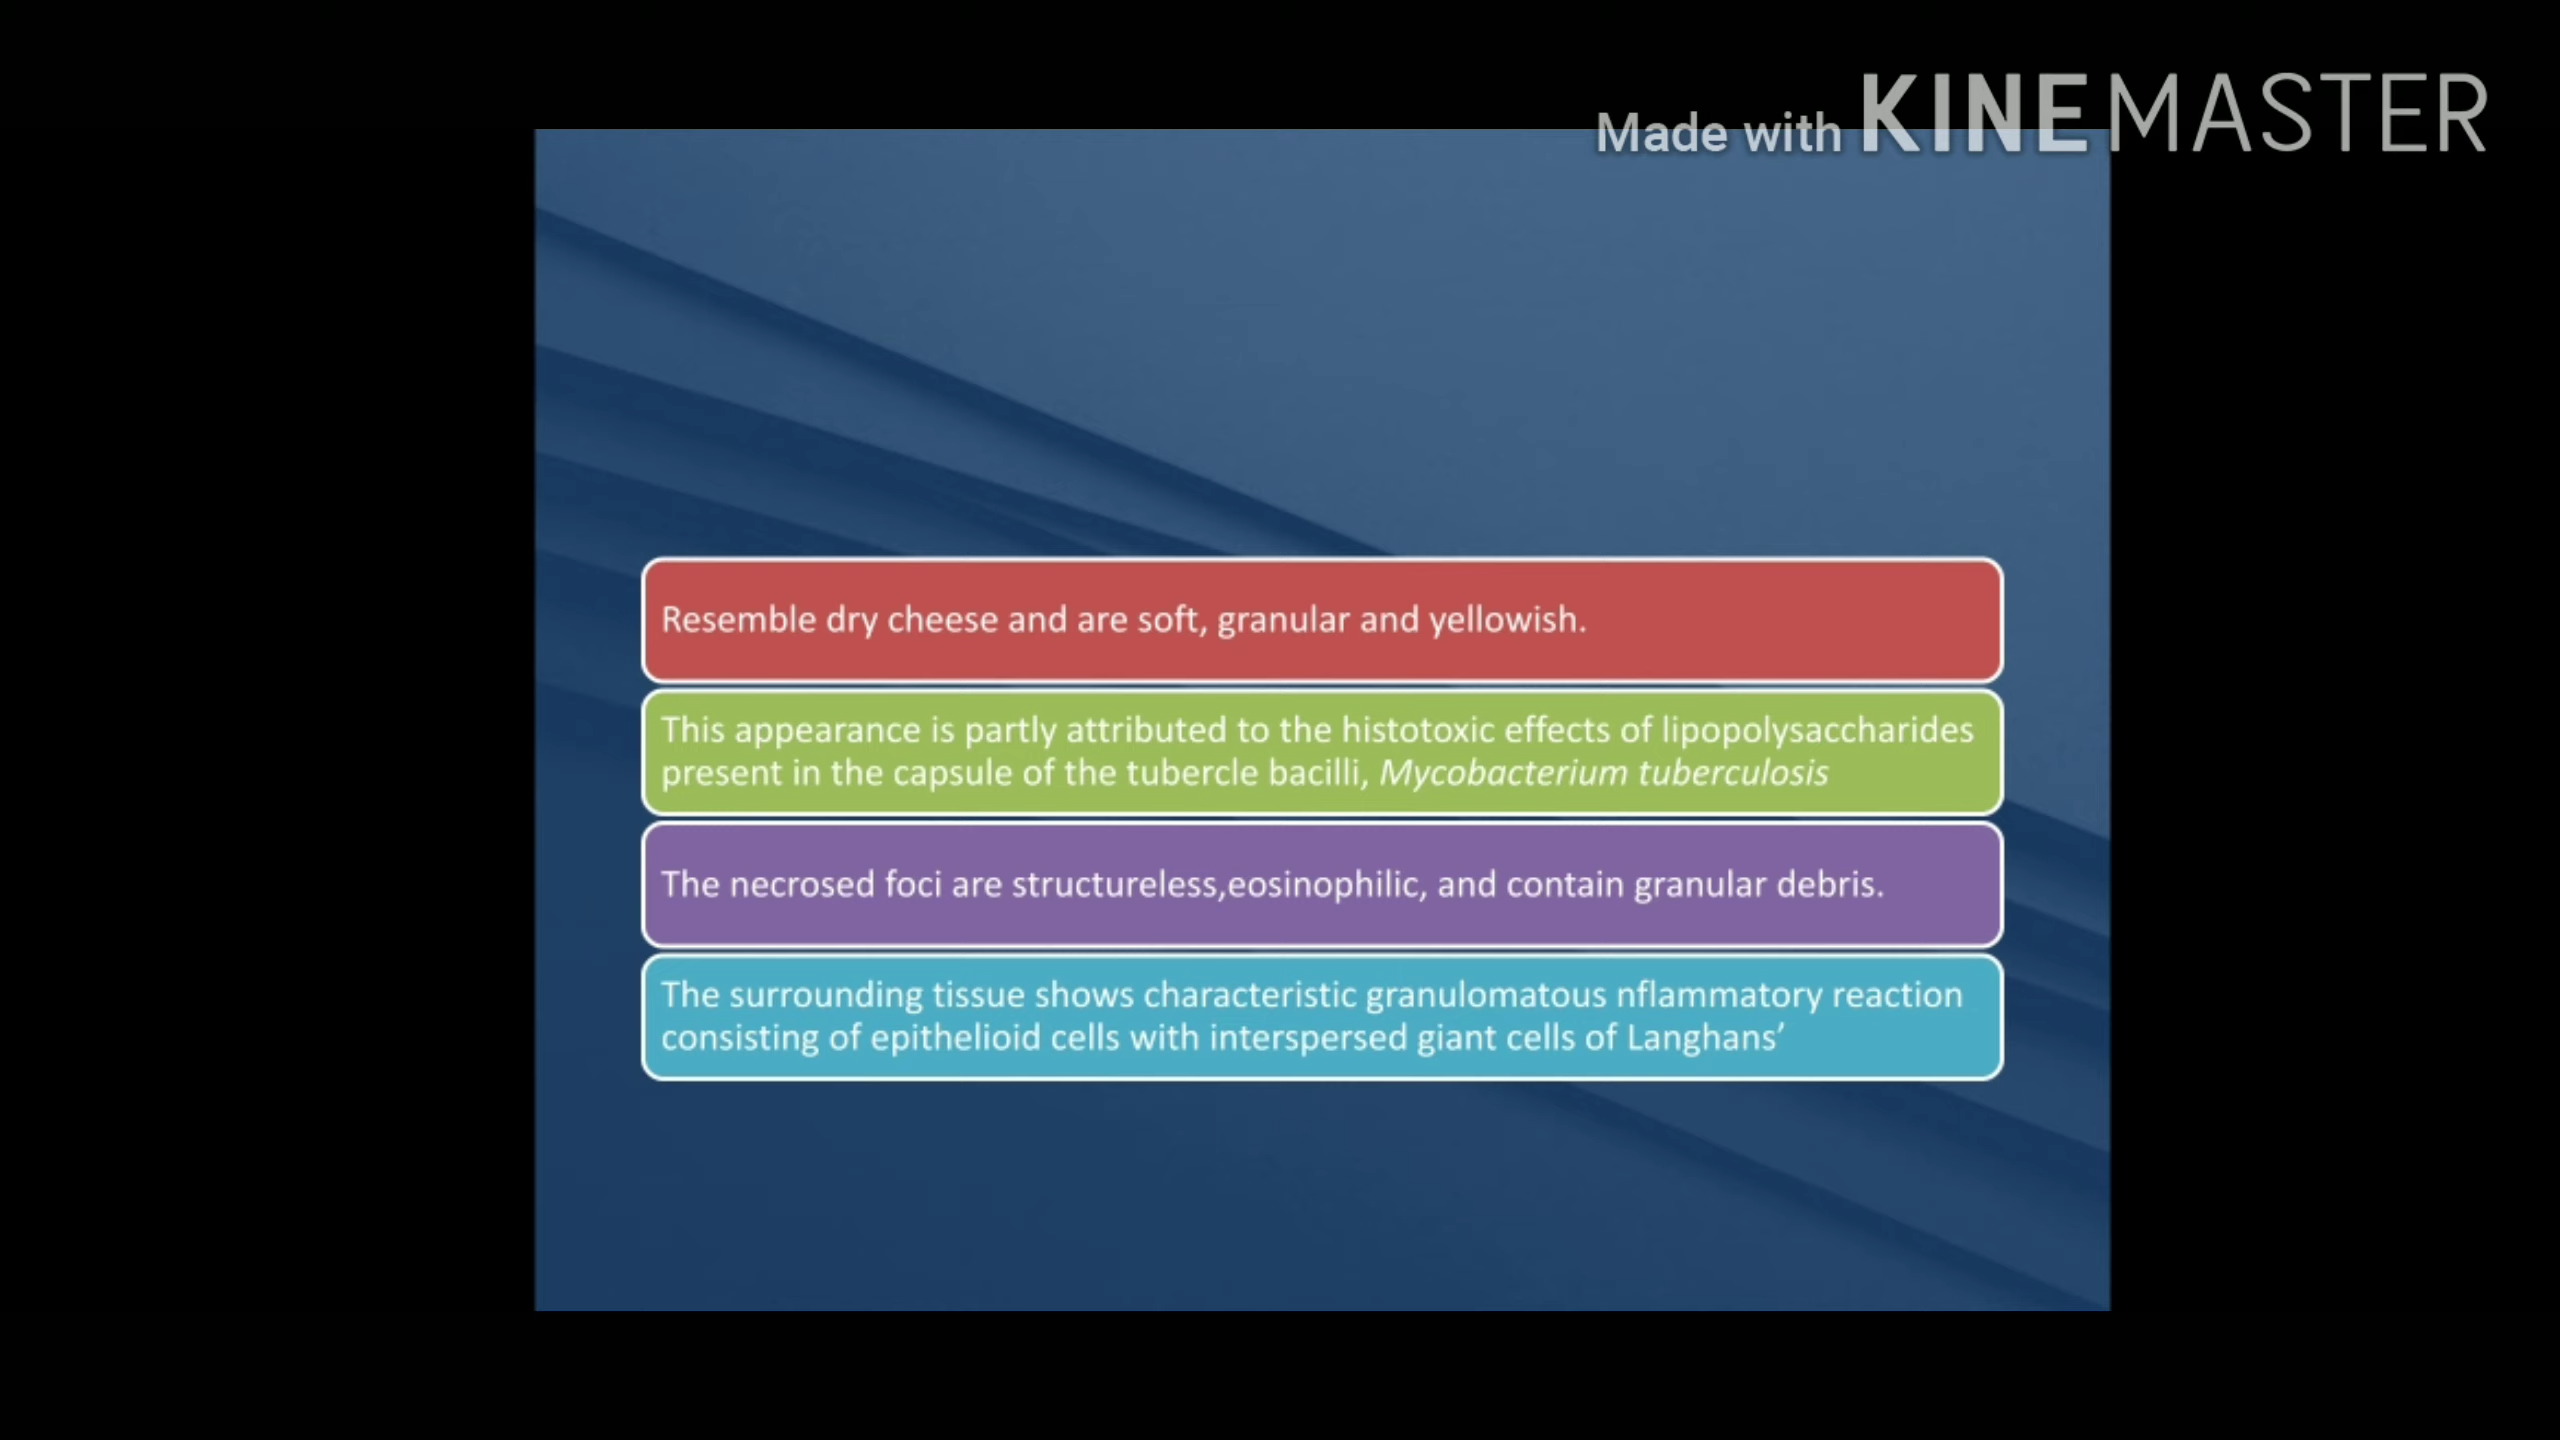 Made with KINEMASTER
Resemble dry cheese and are soft, granular and yellowish.
This appearance is partly attributed to the histotoxic effects of lipopolysaccharides
present in the capsule of the tubercle bacilli, Mycobacterium tuberculosis
The necrosed foci are structureless,eosinophilic, and contain granular debris.
The surrounding tissue shows characteristic granulomatous nflammatory reaction
consisting of epithelioid cells with interspersed giant cells of Langhans’